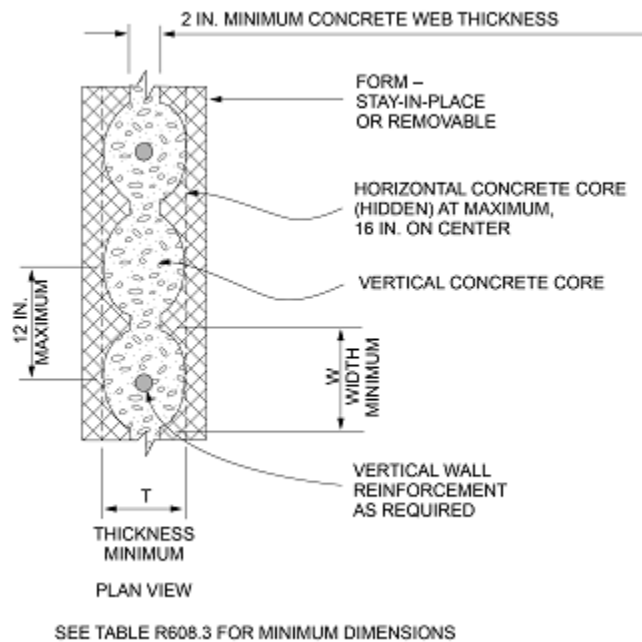 2 IN. MINIMUM CONCRETE WEB THICKNESS
FORM –
STAY-IN-PLACE
OR REMOVABLE
HORIZONTAL CONCRETE CORE
(HIDDEN) AT MAXIMUM,
16 IN. ON CENTER
VERTICAL CONCRETE CORE
12 IN.
MAXIMUM
W
WIDTH
MINIMUM
VERTICAL WALL
REINFORCEMENT
AS REQUIRED
T
THICKNESS
MINIMUM
PLAN VIEW
SEE TABLE R608.3 FOR MINIMUM DIMENSIONS